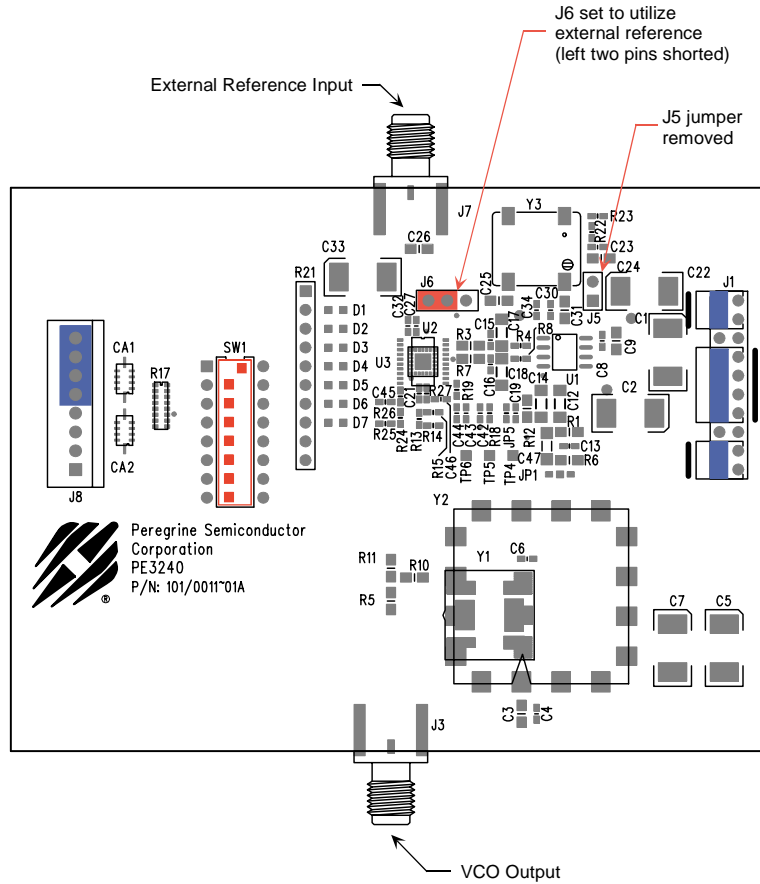 J6 set to utilize
external reference
(left two pins shorted)
External Reference Input
J5 jumper
removed
J7
Y3
R23
R22
C23
C26
C33
C24
C22
J1
R21
J6
C25
C32
C27
C34
C30
C31
J5
C1
D1
D2
D3
D4
D5
D6
D7
U2
U3
C15
C17
R3
R7
R4
R8
C9
C8
CA1
R17
SW1
C16
C18
U1
C2
C21
R27
R19
C19
C14
C12
C45
R26
R25
R24
R13
R14
C44
C43
C42
R18
JP5
R12
R1
C13
R6
C47
JP1
CA2
R15
C46
TP6
TP5
TP4
J8
Y2
Peregrine Semiconductor
Corporation
PE3240
P/N: 101/0011~01A
®
R11
R10
R5
Y1
C6
C7
C5
C3
C4
J3
VCO Output